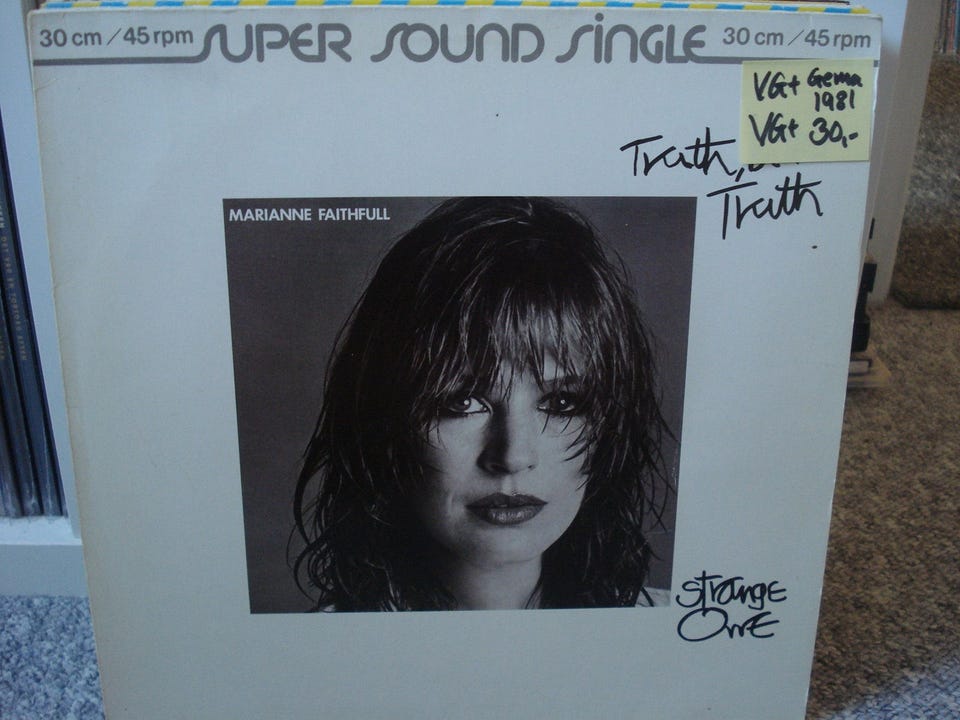 30 cm / 45 rpm SUPER SOUND SINGLE 30 cm / 45 rpm
VG+ Gema
1981
VG+ 30,-
Truth,
Truth
MARIANNE FAITHFULL
STrange
OnE